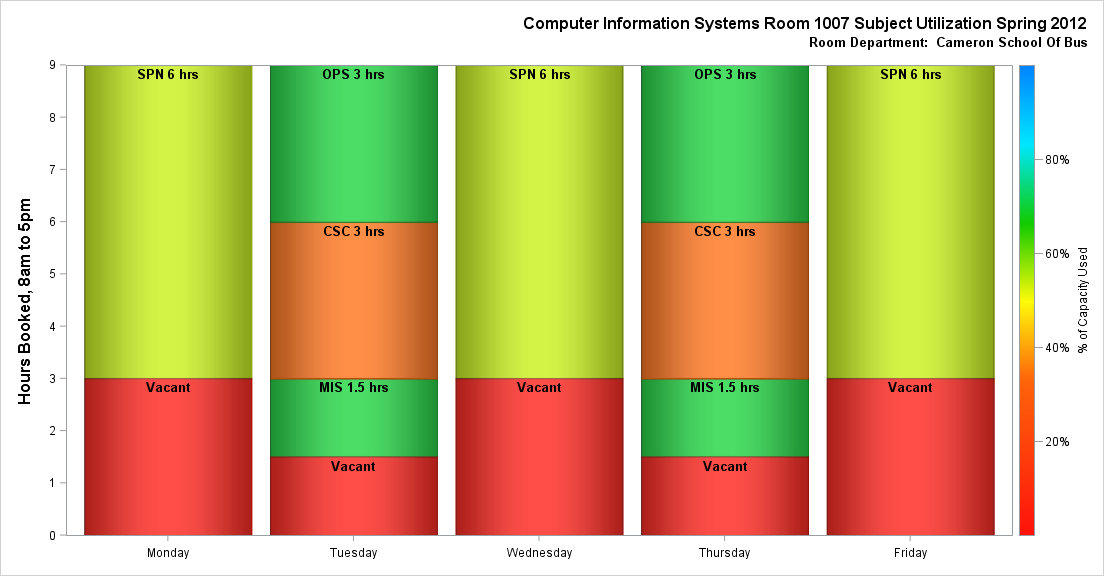 Computer Information Systems Room 1007 Subject Utilization Spring 2012
Room Department:  Cameron School Of Bus
Hours Booked, 8am to 5pm
9
8
7
6
5
4
3
2
1
0
SPN 6 hrs
Vacant
OPS 3 hrs
CSC 3 hrs
MIS 1.5 hrs
Vacant
SPN 6 hrs
Vacant
OPS 3 hrs
CSC 3 hrs
MIS 1.5 hrs
Vacant
SPN 6 hrs
Vacant
Monday
Tuesday
Wednesday
Thursday
Friday
80%
60%
40%
20%
% of Capacity Used